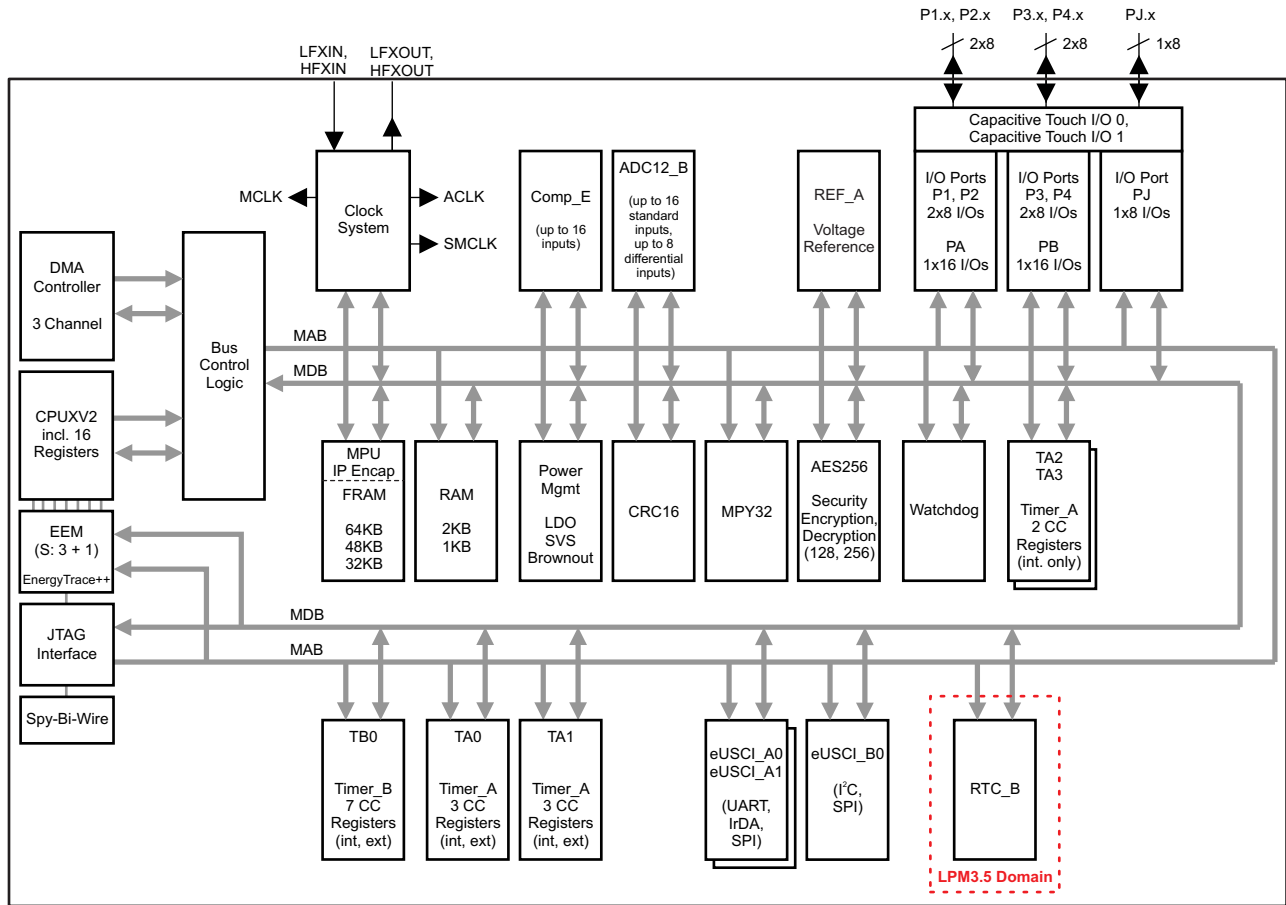 P1.x, P2.x
P3.x, P4.x
PJ.x
2x8
2x8
1x8
LFXIN,
HFXIN
LFXOUT,
HFXOUT
Capacitive Touch I/O 0,
Capacitive Touch I/O 1
MCLK
Clock
System
ACLK
SMCLK
Comp_E
(up to 16
inputs)
ADC12_B
(up to 16
standard
inputs,
up to 8
differential
inputs)
REF_A
Voltage
Reference
I/O Ports
P1, P2
2x8 I/Os
PA
1x16 I/Os
I/O Ports
P3, P4
2x8 I/Os
PB
1x16 I/Os
I/O Port
PJ
1x8 I/Os
DMA
Controller
3 Channel
Bus
Control
Logic
MAB
MDB
CPUXV2
incl. 16
Registers
MPU
IP Encap
FRAM
64KB
48KB
32KB
RAM
2KB
1KB
Power
Mgmt
LDO
SVS
Brownout
CRC16
MPY32
AES256
Security
Encryption,
Decryption
(128, 256)
Watchdog
TA2
TA3
Timer_A
2 CC
Registers
(int. only)
EEM
(S: 3 + 1)
EnergyTrace++
MDB
JTAG
Interface
MAB
Spy-Bi-Wire
TB0
Timer_B
7 CC
Registers
(int, ext)
TA0
Timer_A
3 CC
Registers
(int, ext)
TA1
Timer_A
3 CC
Registers
(int, ext)
eUSCI_A0
eUSCI_A1
(UART,
IrDA,
SPI)
eUSCI_B0
(I²C,
SPI)
RTC_B
LPM3.5 Domain